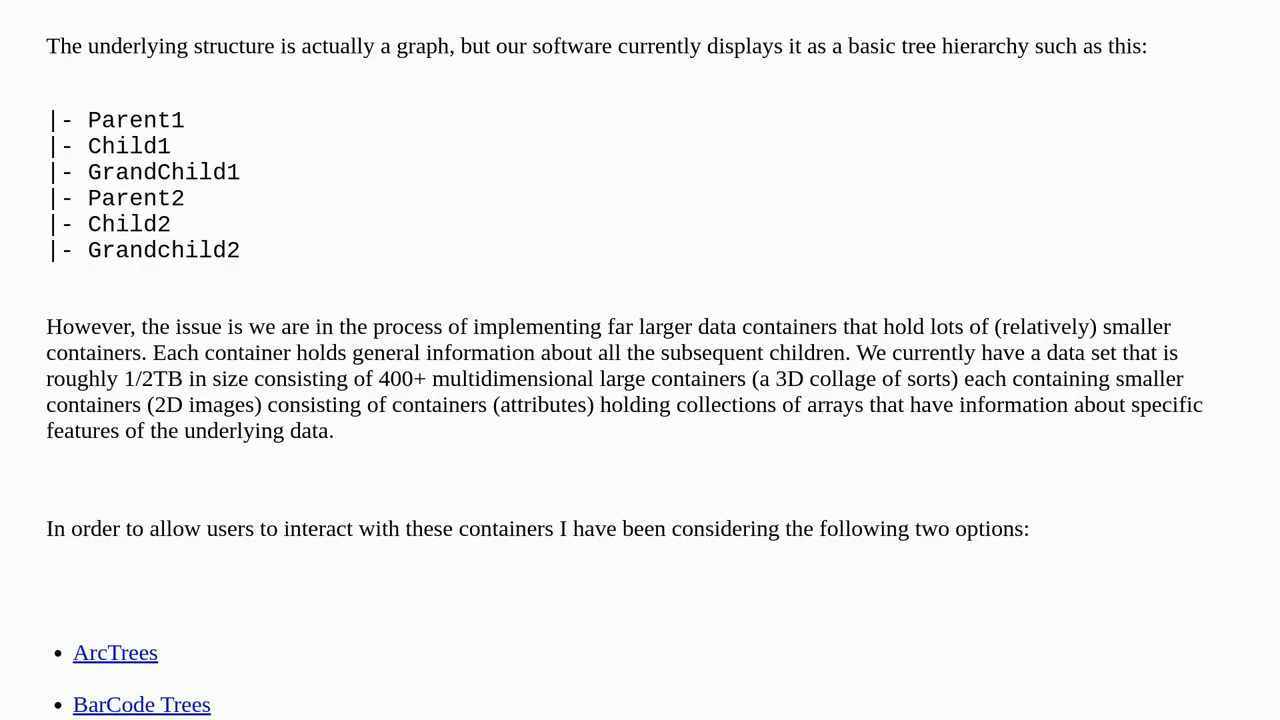 The underlying structure is actually a graph, but our software currently displays it as a basic tree hierarchy such as this:
|- Parent1
|- Child1
|- GrandChild1
|- Parent2
|- Child2
|- Grandchild2
However, the issue is we are in the process of implementing far larger data containers that hold lots of (relatively) smaller
containers. Each container holds general information about all the subsequent children. We currently have a data set that is
roughly 1/2TB in size consisting of 400+ multidimensional large containers (a 3D collage of sorts) each containing smaller
containers (2D images) consisting of containers (attributes) holding collections of arrays that have information about specific
features of the underlying data.
In order to allow users to interact with these containers I have been considering the following two options:
• ArcTrees
• BarCode Trees